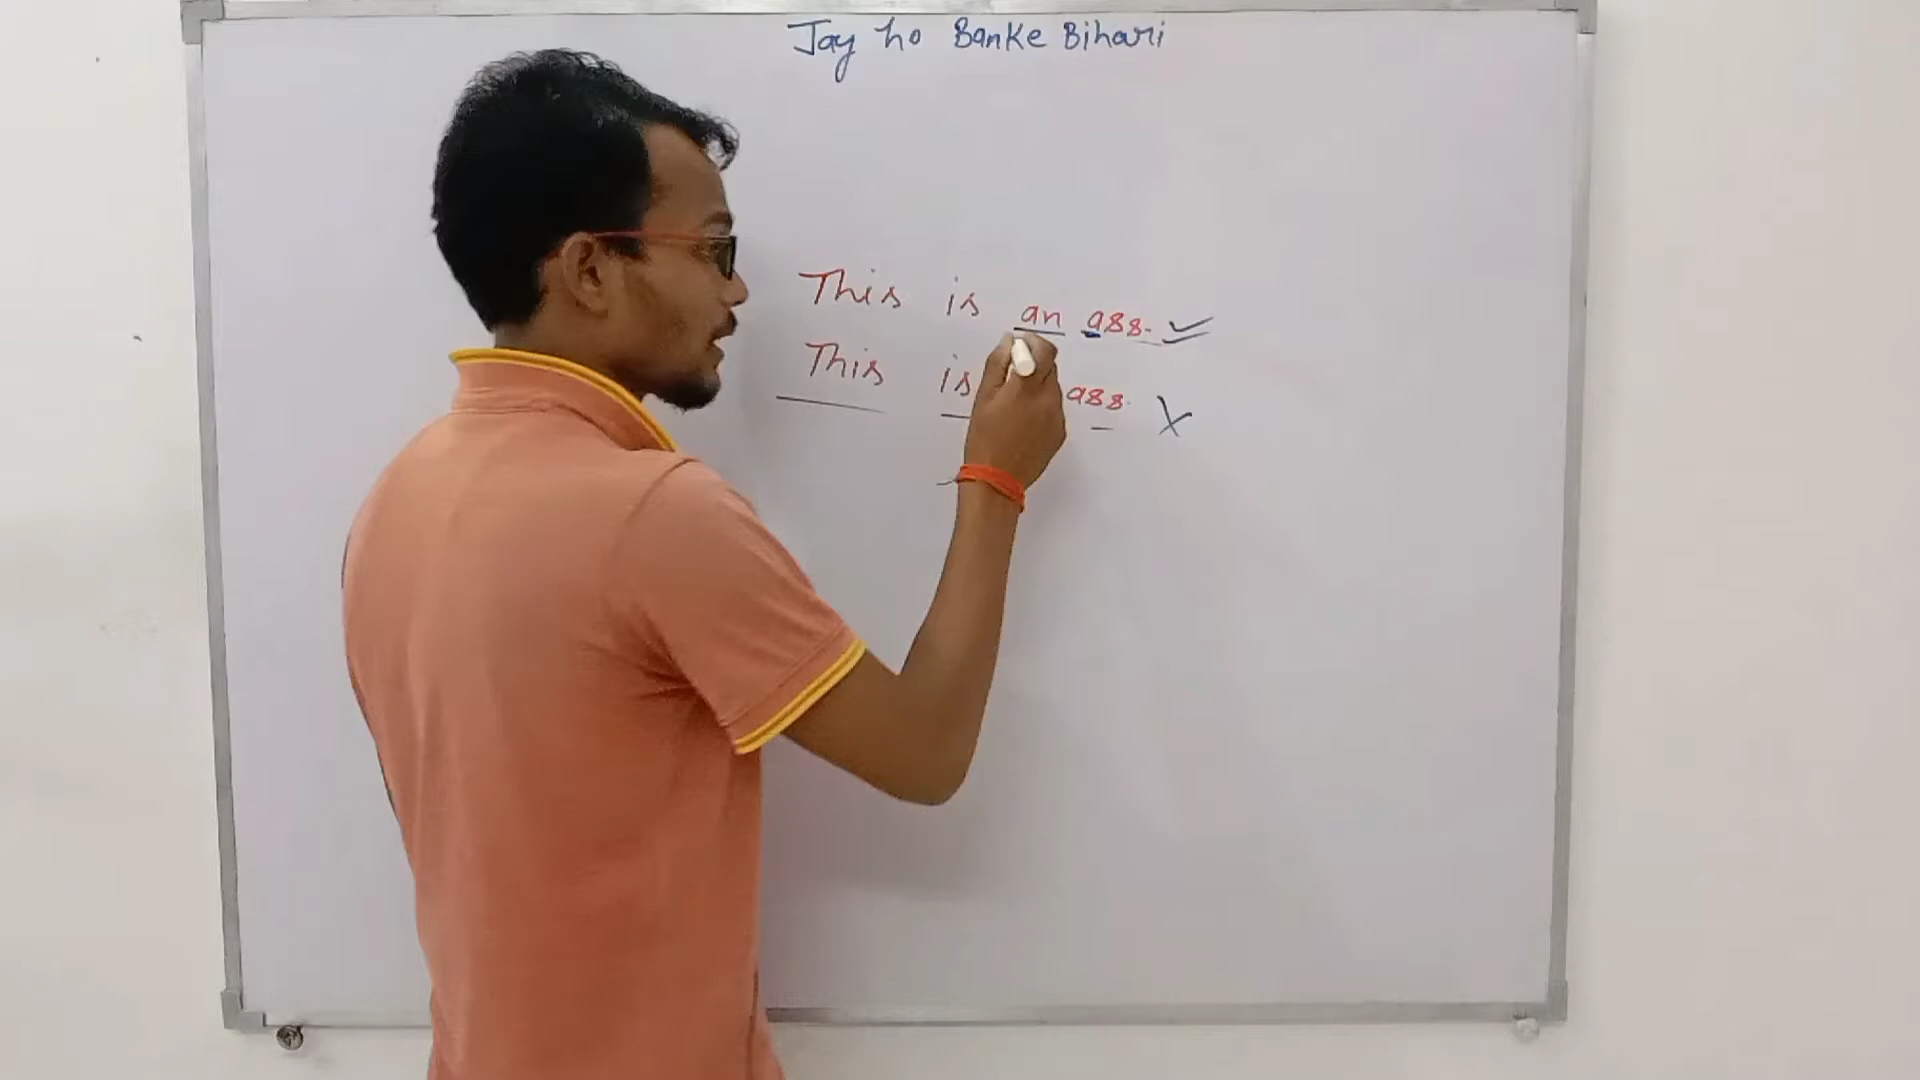 Jay ho Banke Bihari
This is an ass.
This is ass.